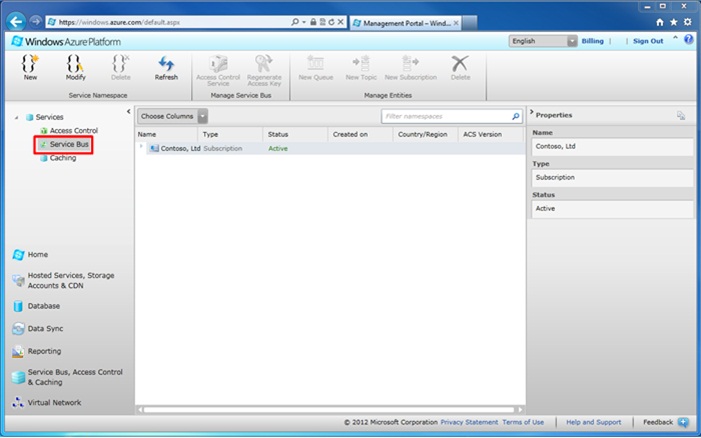 https://windows.azure.com/default.aspx
Management Portal – Wind...
Windows Azure Platform
English
Billing
Sign Out
New
Modify
Delete
Refresh
Access Control
Service
Regenerate
Access Key
New Queue
New Topic
New Subscription
Delete
Service Namespace
Manage Service Bus
Manage Entities
Services
Access Control
Service Bus
Caching
Home
Hosted Services, Storage
Accounts & CDN
Database
Data Sync
Reporting
Service Bus, Access Control
& Caching
Virtual Network
Choose Columns
Filter namespaces
Name Type Status Created on Country/Region ACS Version
Contoso, Ltd Subscription Active
Properties
Name
Contoso, Ltd
Type
Subscription
Status
Active
© 2012 Microsoft Corporation Privacy Statement Terms of Use | Help and Support | Feedback